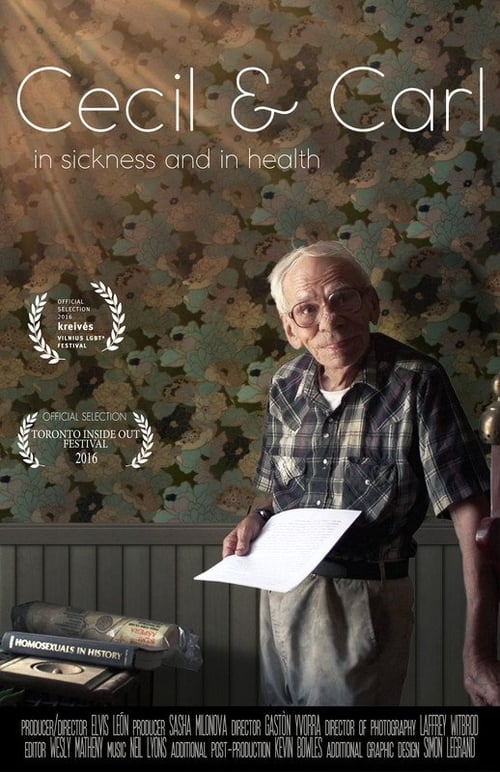 Cecil & Carl
in sickness and in health
OFFICIAL
SELECTION
2016
kreivės
VILNIUS LGBT*
FESTIVAL
OFFICIAL SELECTION
TORONTO INSIDE OUT
FESTIVAL
2016
HOMOSEXUALS IN HISTORY
PRODUCER/DIRECTOR ELVIS LEÓN PRODUCER SASHA MILONOVA DIRECTOR GASTÒN YVORRA DIRECTOR OF PHOTOGRAPHY LAFFREY WITBROD
EDITOR WESLY MATHENY MUSIC NEIL LYONS ADDITIONAL POST-PRODUCTION KEVIN BOWLES ADDITIONAL GRAPHIC DESIGN SIMON LEGRAND